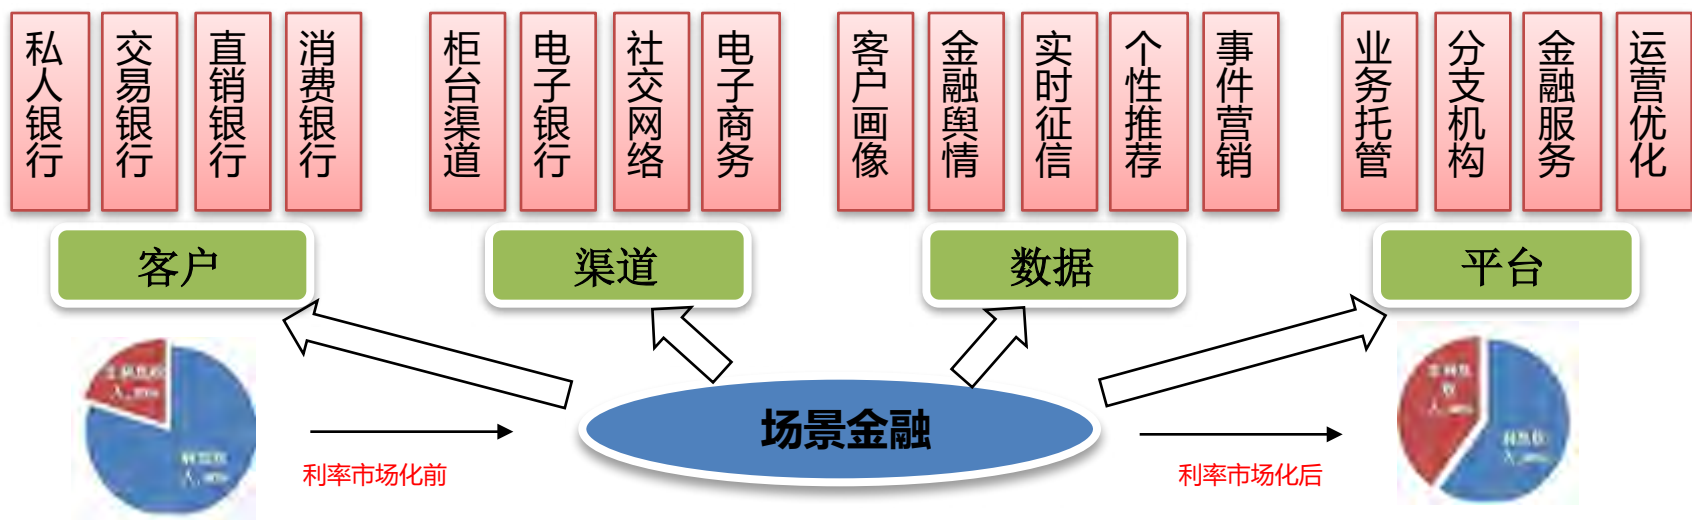 私人银行
交易银行
直销银行
消费银行
柜台渠道
电子银行
社交网络
电子商务
客户画像
金融舆情
实时征信
个性推荐
事件营销
业务托管
分支机构
金融服务
运营优化
客户
渠道
数据
平台
场景金融
利率市场化前
利率市场化后